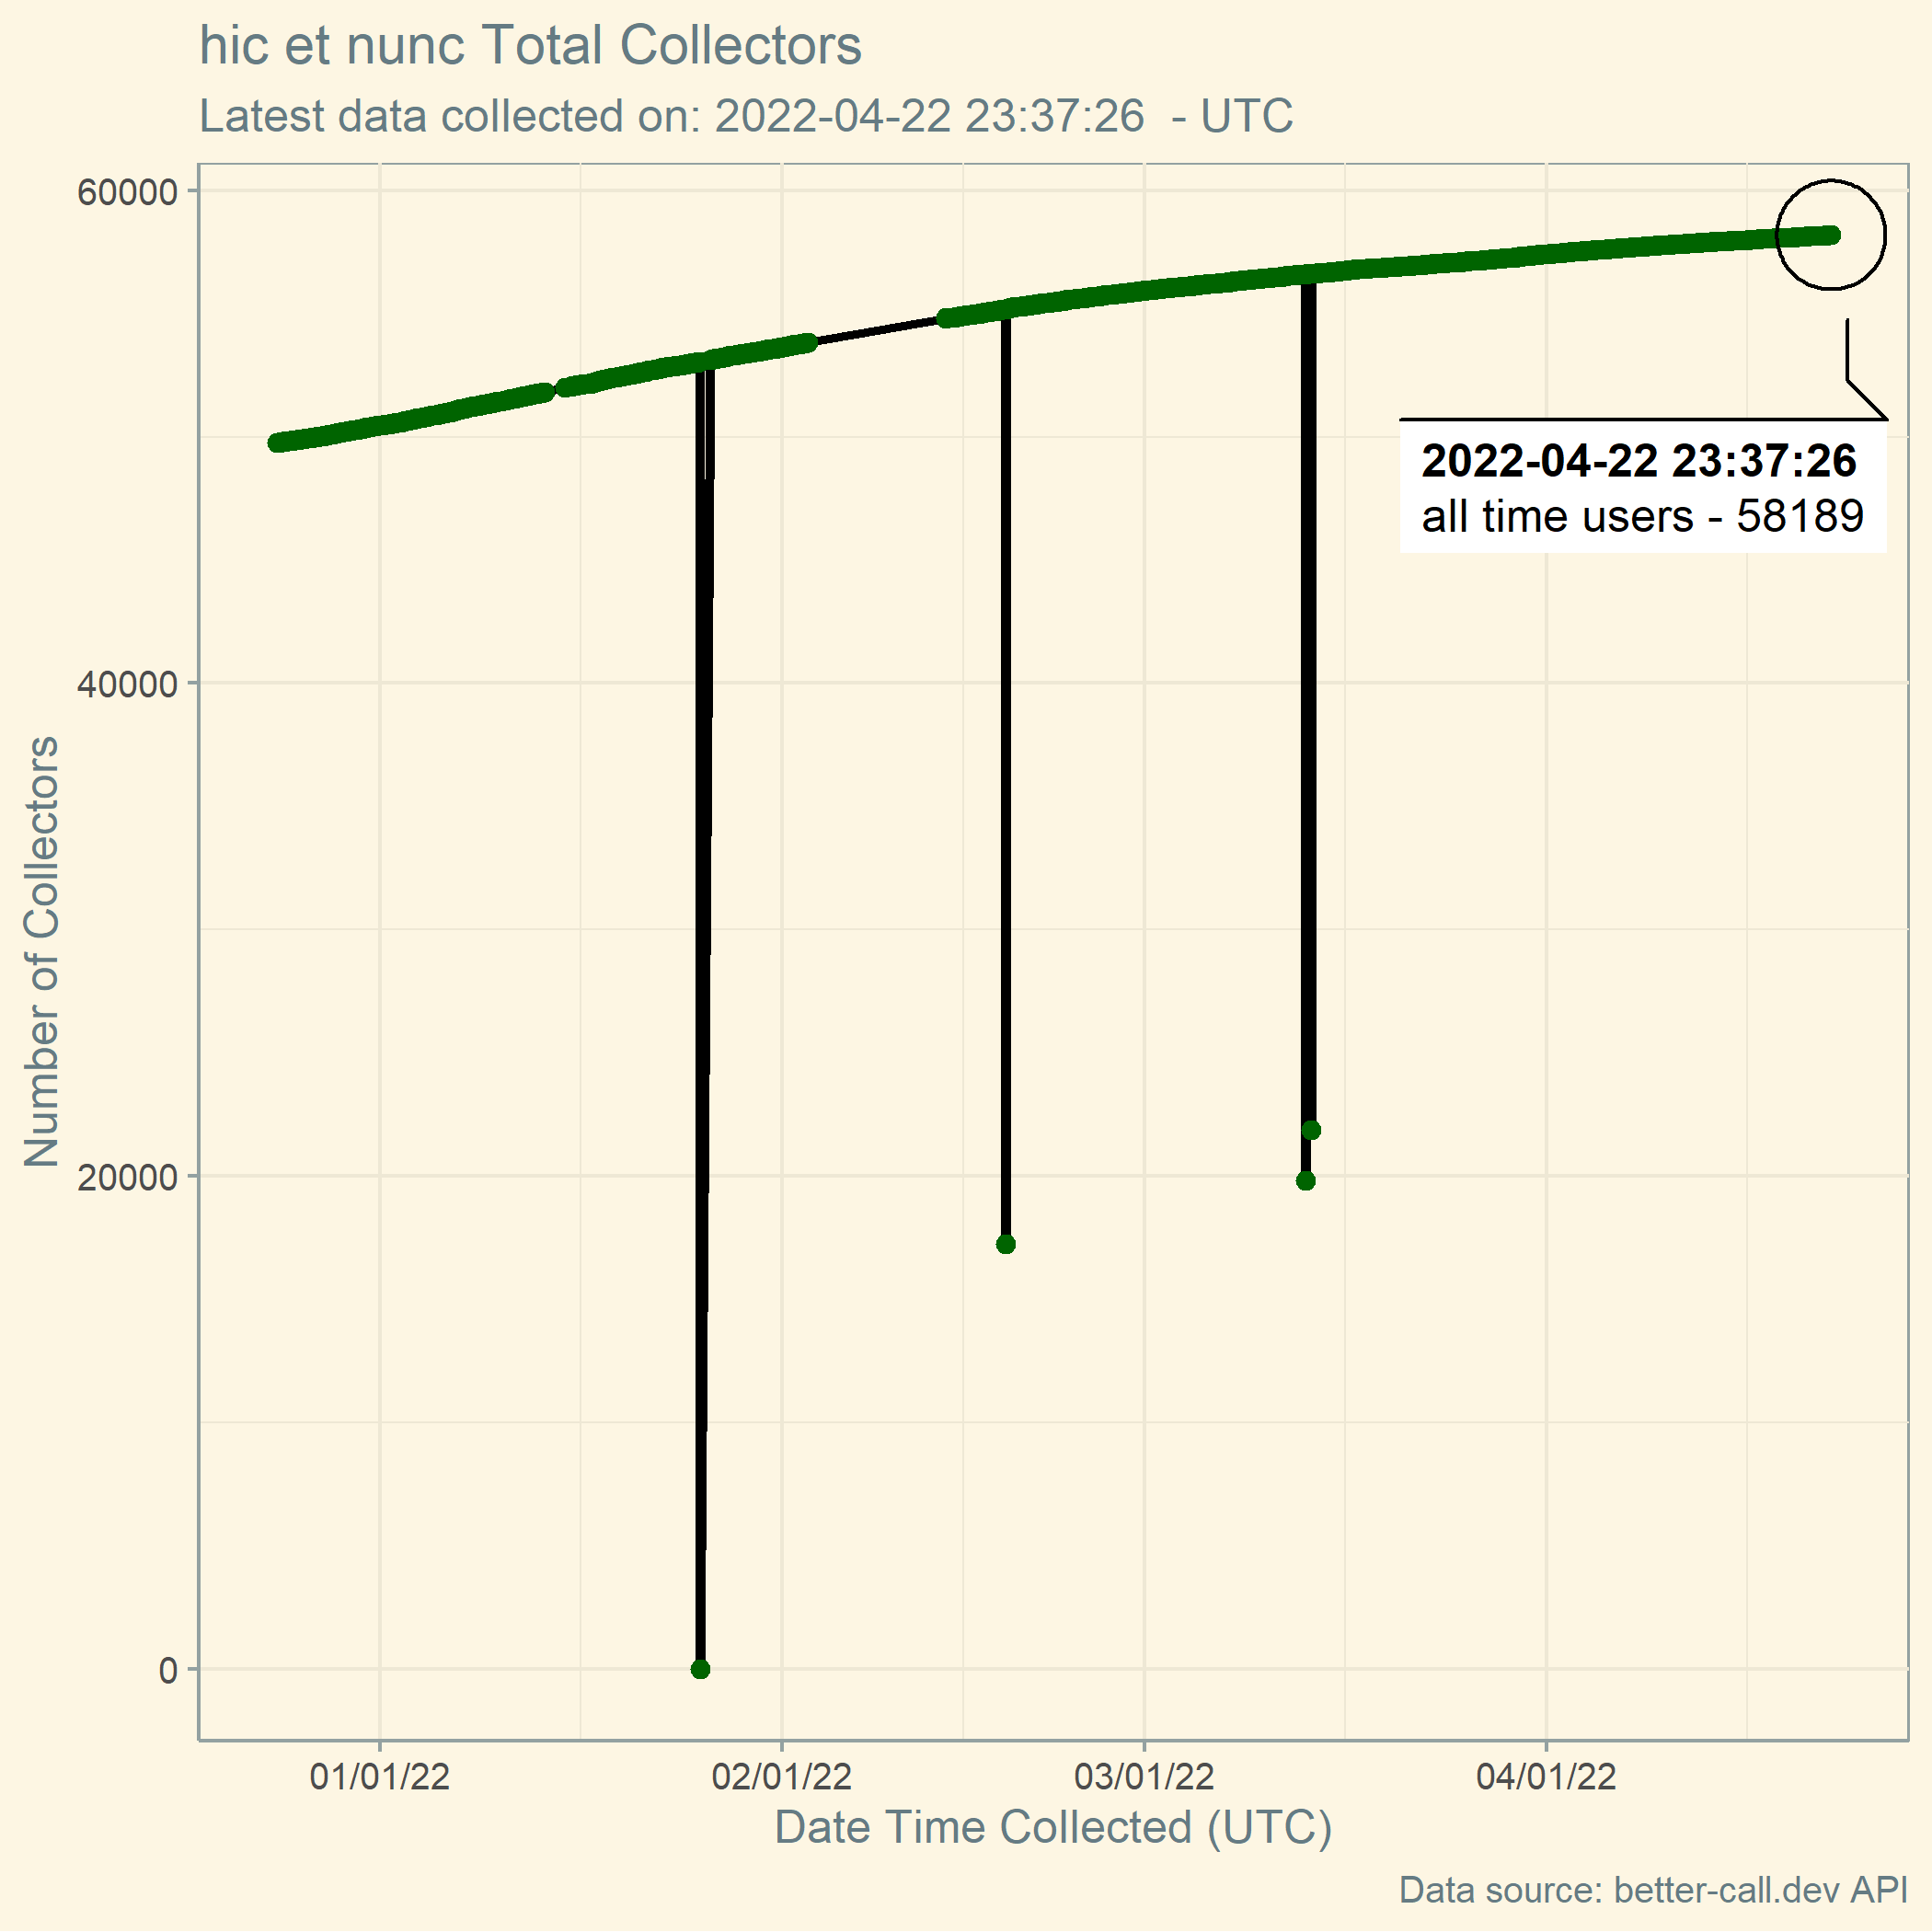 hic et nunc Total Collectors
Latest data collected on: 2022-04-22 23:37:26  - UTC
60000
40000
20000
0
Number of Collectors
2022-04-22 23:37:26
all time users - 58189
01/01/22
02/01/22
03/01/22
04/01/22
Date Time Collected (UTC)
Data source: better-call.dev API